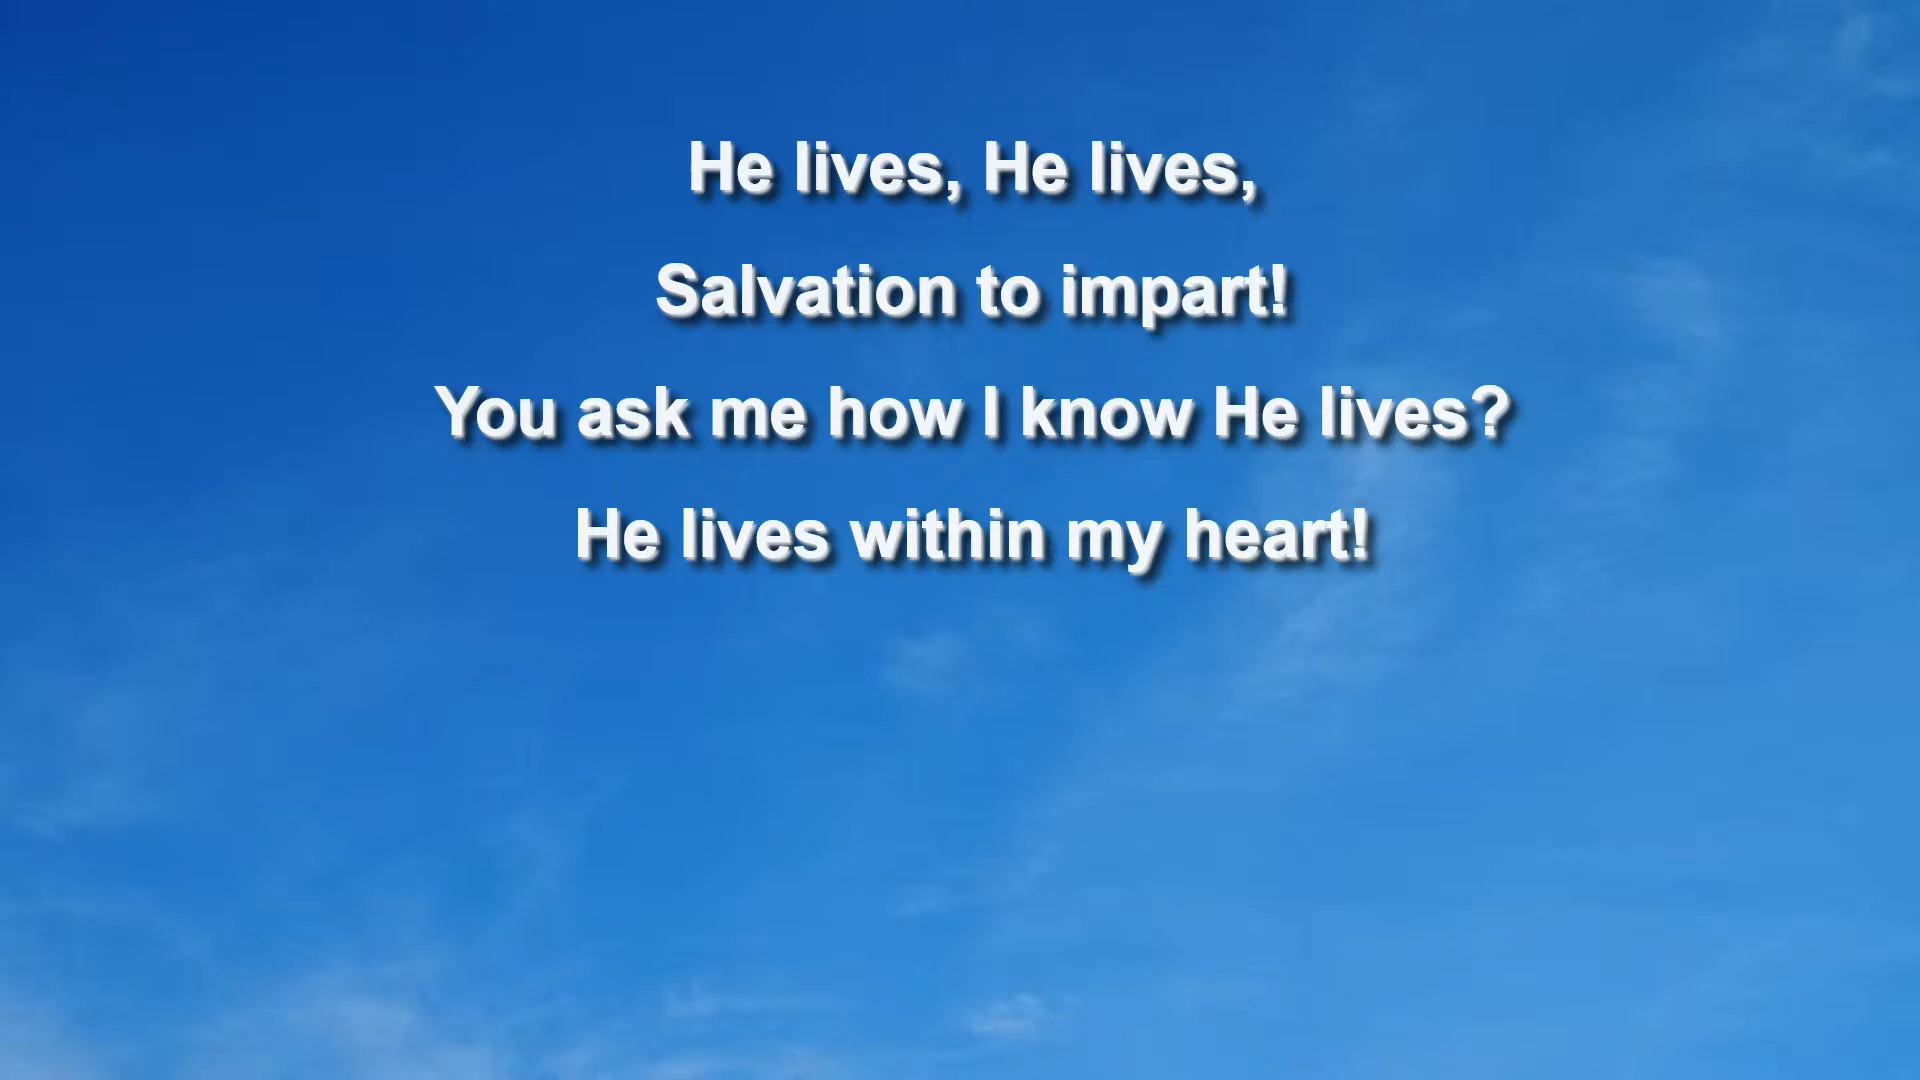 He lives, He lives,
Salvation to impart!
You ask me how I know He lives?
He lives within my heart!